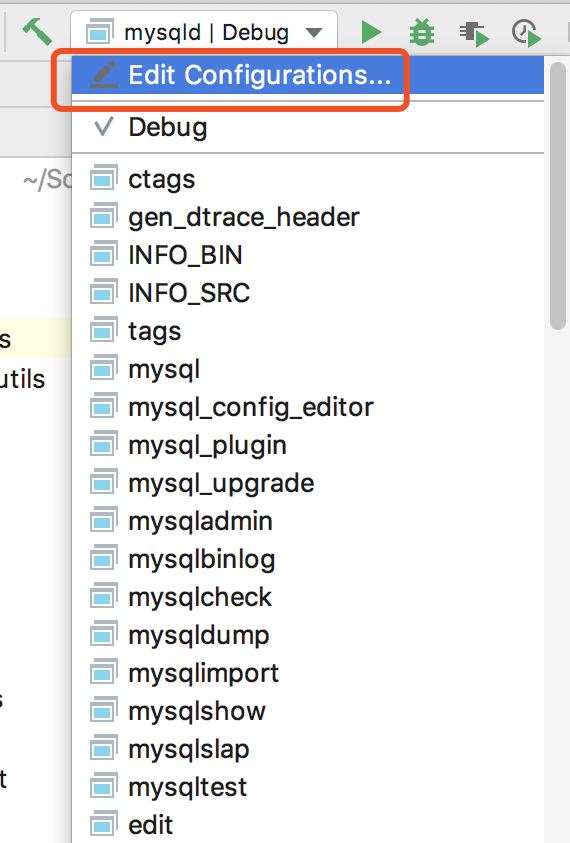 mysqld | Debug
Edit Configurations...
Debug
~/Sc
ctags
gen_dtrace_header
INFO_BIN
INFO_SRC
tags
s
mysql
utils
mysql_config_editor
mysql_plugin
mysql_upgrade
mysqladmin
mysqlbinlog
mysqlcheck
mysqldump
mysqlimport
s
mysqlshow
mysqlslap
t
mysqltest
edit